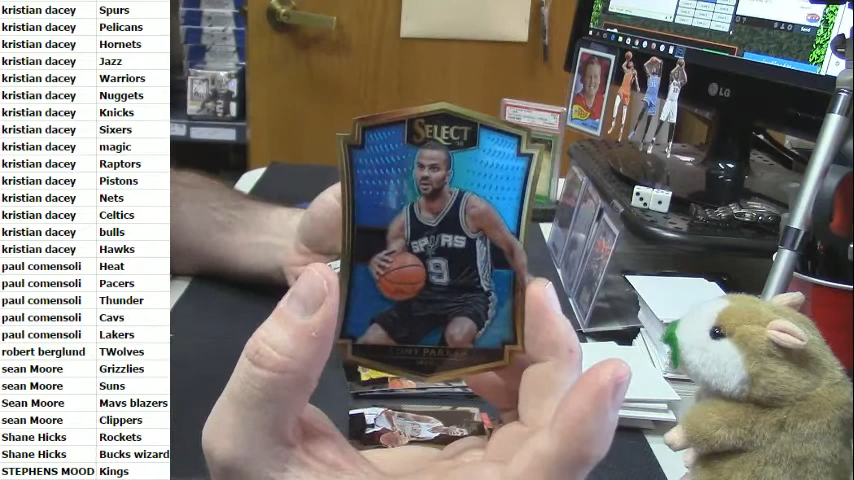 kristian dacey Spurs
kristian dacey Pelicans
kristian dacey Hornets
kristian dacey Jazz
kristian dacey Warriors
kristian dacey Nuggets
kristian dacey Knicks
kristian dacey Sixers
kristian dacey magic
kristian dacey Raptors
kristian dacey Pistons
kristian dacey Nets
kristian dacey Celtics
kristian dacey bulls
kristian dacey Hawks
paul comensoli Heat
paul comensoli Pacers
paul comensoli Thunder
paul comensoli Cavs
paul comensoli Lakers
robert berglund TWolves
sean Moore Grizzlies
sean Moore Suns
Sean Moore Mavs blazers
sean Moore Clippers
Shane Hicks Rockets
Shane Hicks Bucks wizard
STEPHENS MOOD Kings
SELECT
SPURS
9
TONY PARKER
LG